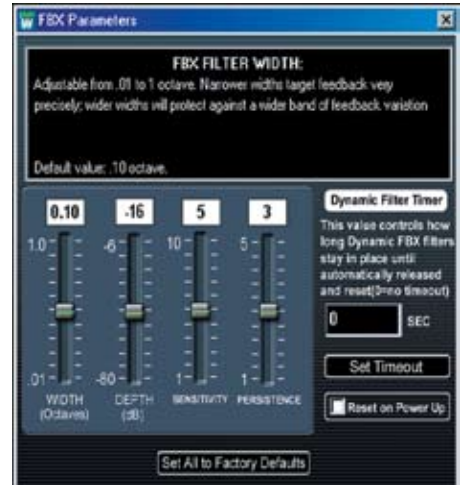 FBX Parameters
FBX FILTER WIDTH:
Adjustable from .01 to 1 octave. Narrower widths target feedback very
precisely; wider widths will protect against a wider band of feedback variation
Default value: .10 octave.
0.10 -16 5 3
1.0 -6 10 5
.01 -80 1 1
WIDTH DEPTH SENSITIVITY PERSISTENCE
(Octaves) (dB)
Dynamic Filter Timer
This value controls how
long Dynamic FBX filters
stay in place until
automatically released
and reset(0=no timeout)
0 SEC
Set Timeout
Reset on Power Up
Set All to Factory Defaults